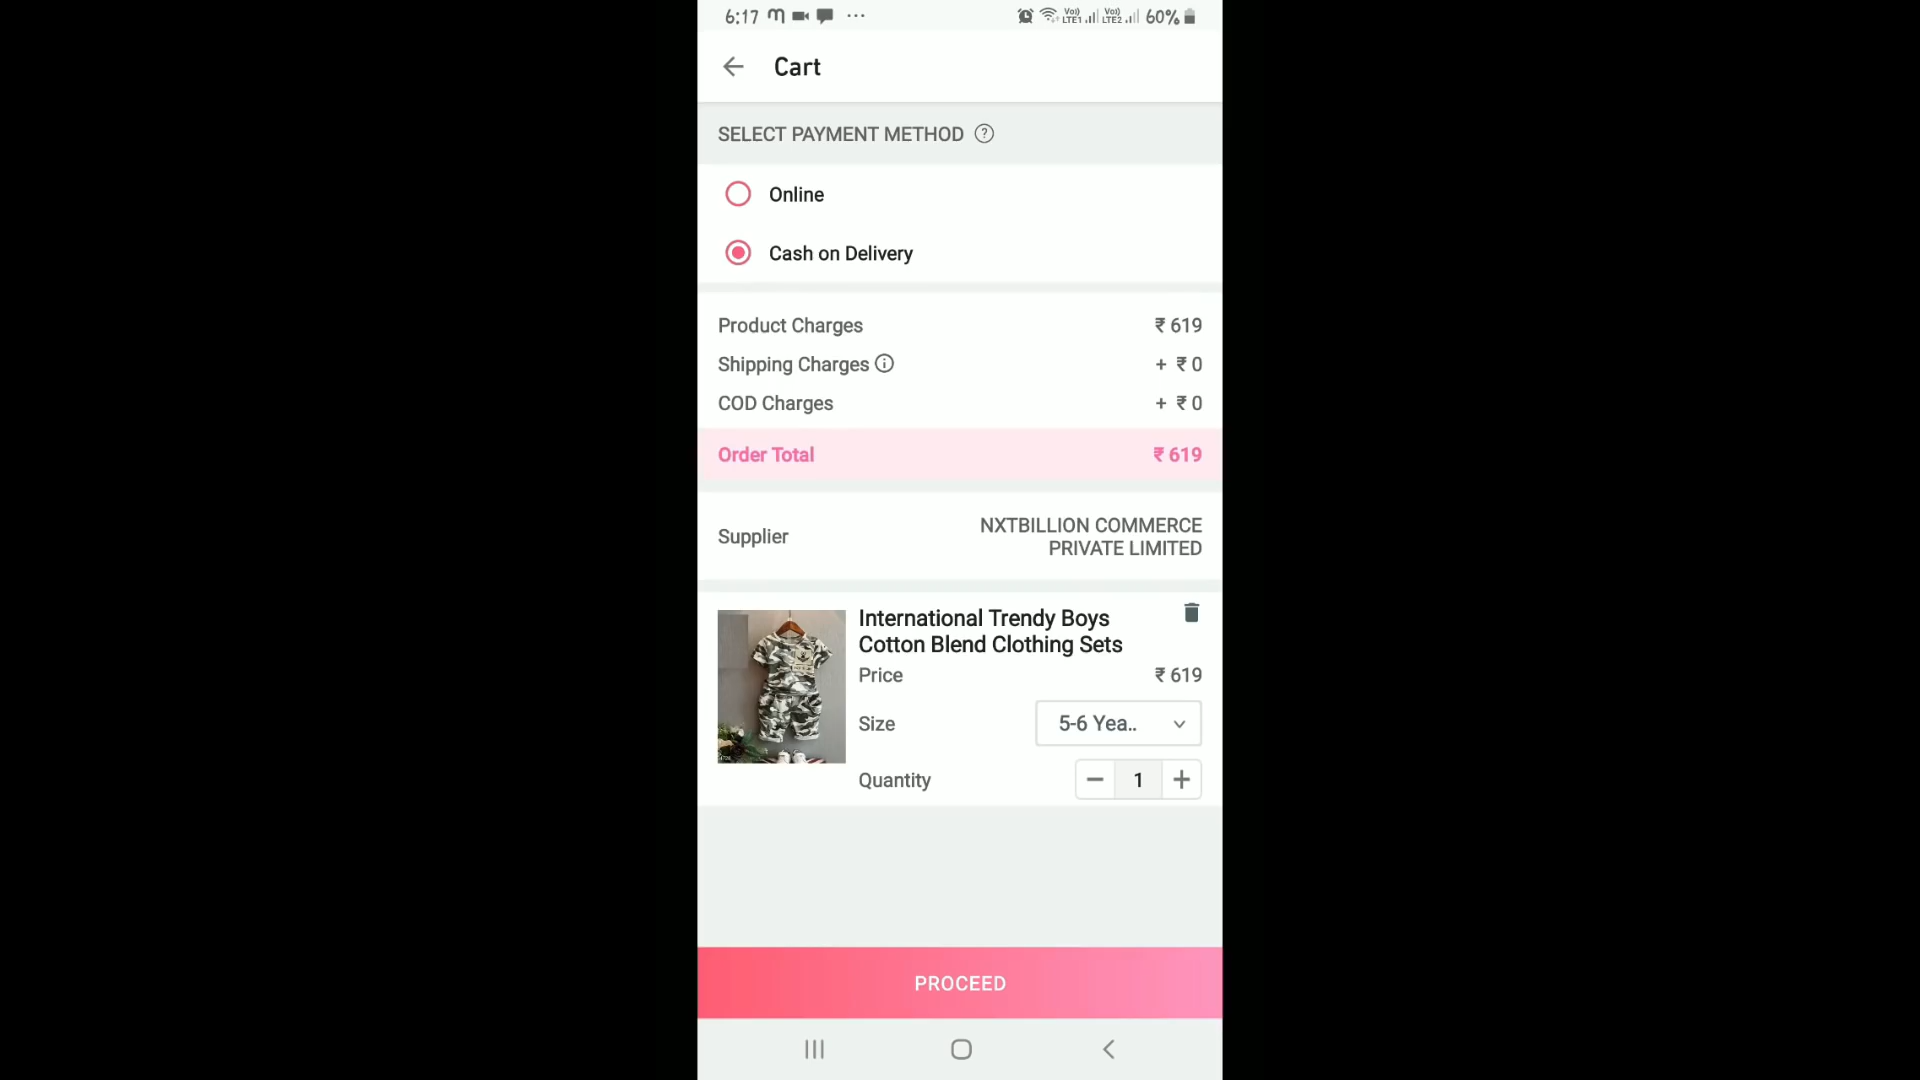 6:17 60%
Cart
SELECT PAYMENT METHOD ?
Online
Cash on Delivery
Product Charges ₹ 619
Shipping Charges + ₹ 0
COD Charges + ₹ 0
Order Total ₹ 619
Supplier NXTBILLION COMMERCE
PRIVATE LIMITED
International Trendy Boys
Cotton Blend Clothing Sets
Price ₹ 619
Size 5-6 Yea..
Quantity 1
PROCEED